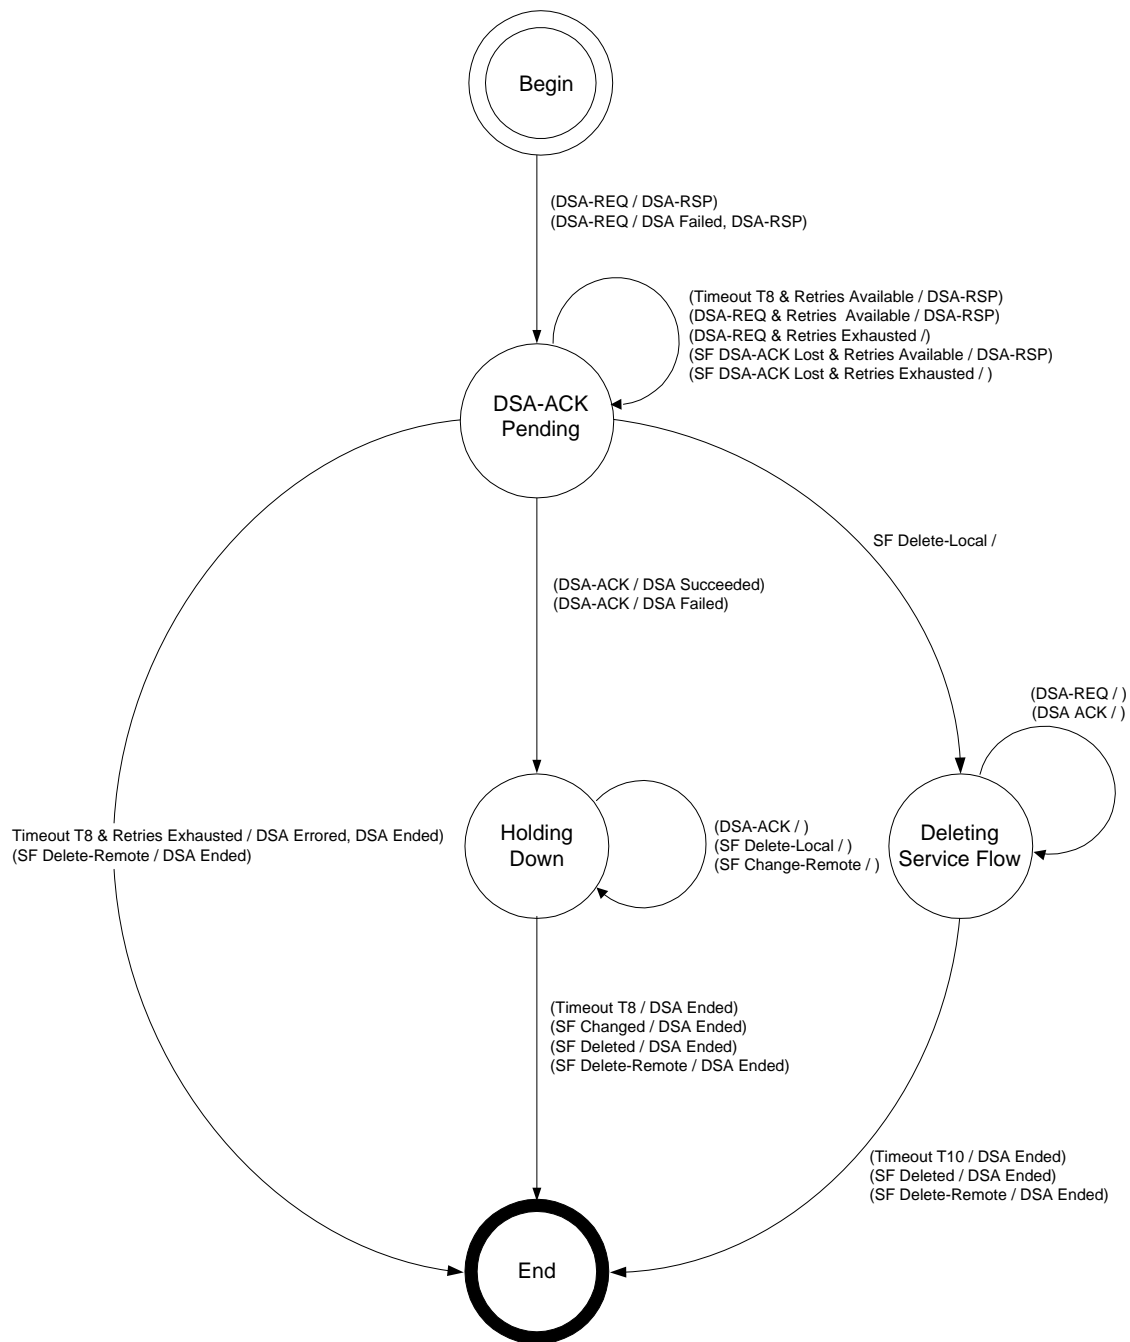 Begin
(DSA-REQ / DSA-RSP)
(DSA-REQ / DSA Failed, DSA-RSP)
(Timeout T8 & Retries Available / DSA-RSP)
(DSA-REQ & Retries  Available / DSA-RSP)
(DSA-REQ & Retries Exhausted /)
(SF DSA-ACK Lost & Retries Available / DSA-RSP)
(SF DSA-ACK Lost & Retries Exhausted / )
DSA-ACK
Pending
SF Delete-Local /
(DSA-ACK / DSA Succeeded)
(DSA-ACK / DSA Failed)
(DSA-REQ / )
(DSA ACK / )
Timeout T8 & Retries Exhausted / DSA Errored, DSA Ended)
(SF Delete-Remote / DSA Ended)
Holding
Down
(DSA-ACK / )
(SF Delete-Local / )
(SF Change-Remote / )
Deleting
Service Flow
(Timeout T8 / DSA Ended)
(SF Changed / DSA Ended)
(SF Deleted / DSA Ended)
(SF Delete-Remote / DSA Ended)
(Timeout T10 / DSA Ended)
(SF Deleted / DSA Ended)
(SF Delete-Remote / DSA Ended)
End